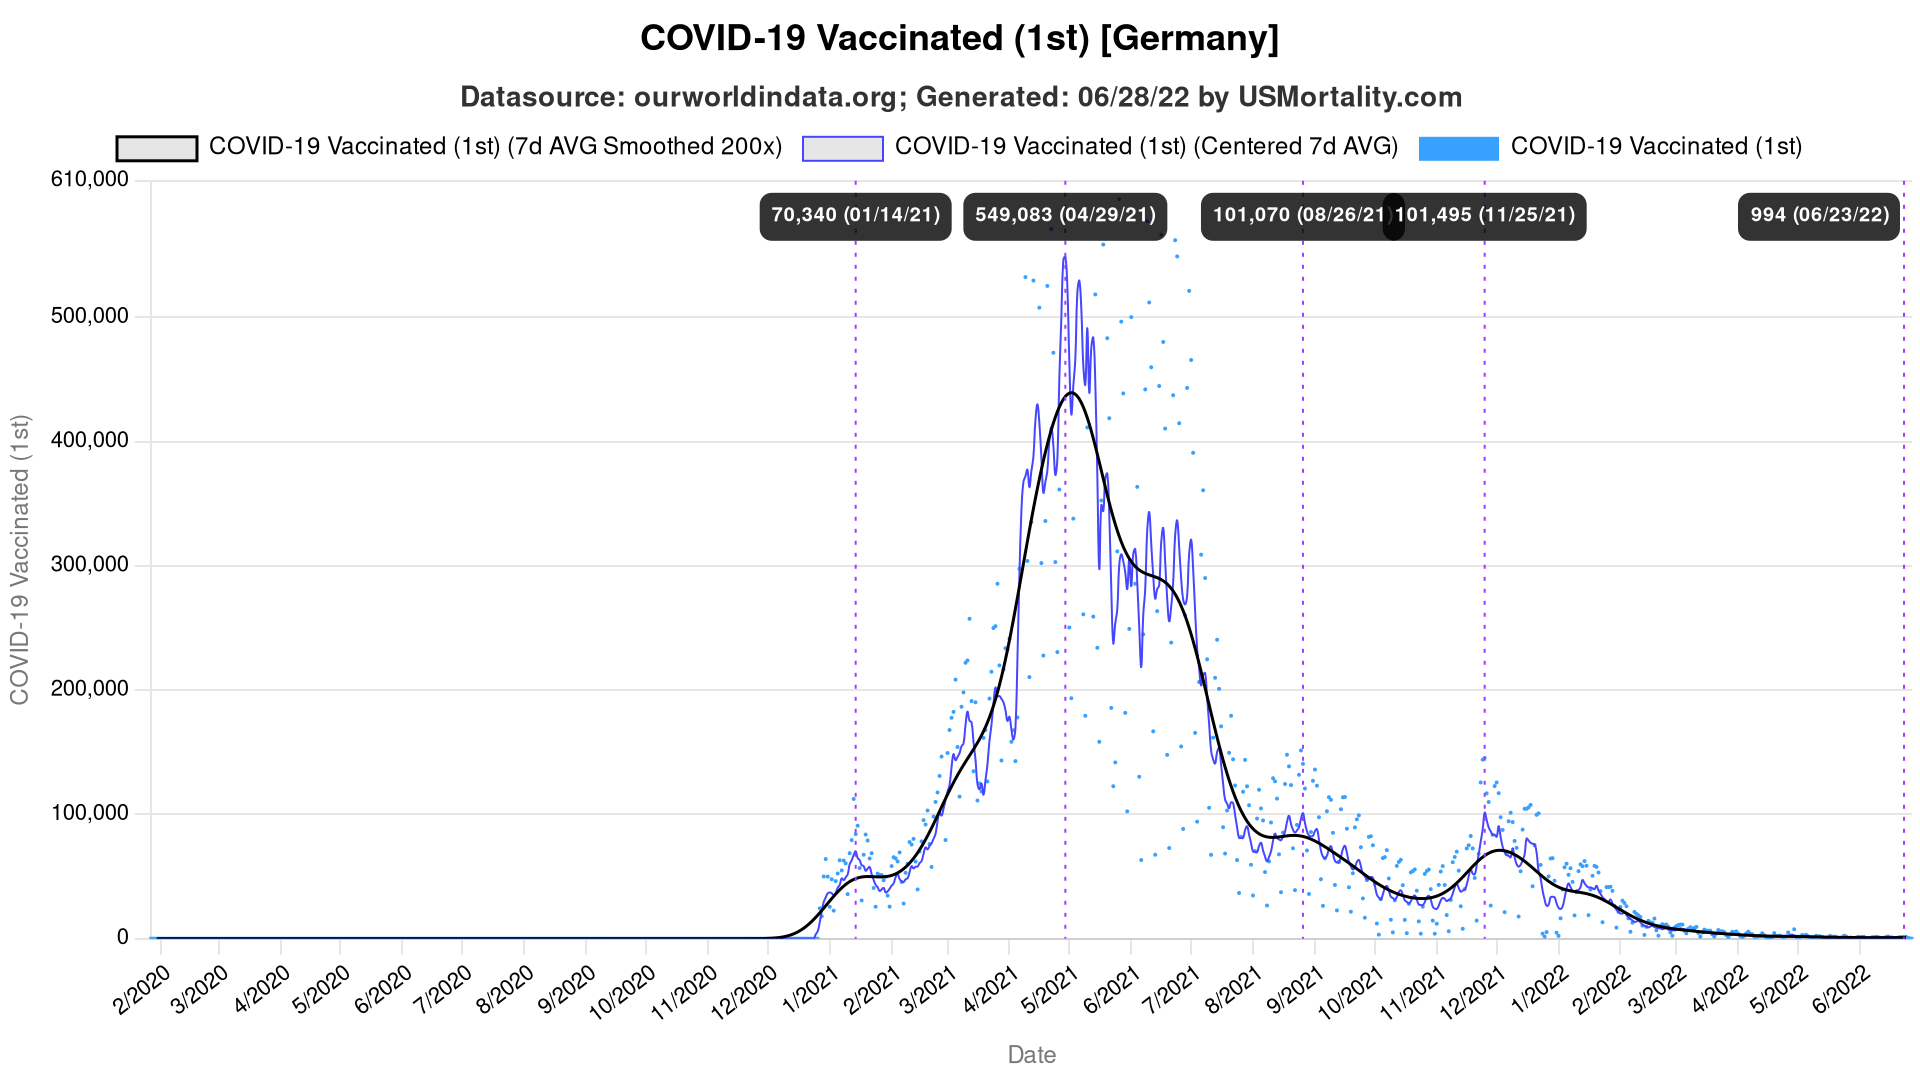 COVID-19 Vaccinated (1st) [Germany]
Datasource: ourworldindata.org; Generated: 06/28/22 by USMortality.com
COVID-19 Vaccinated (1st) (7d AVG Smoothed 200x) COVID-19 Vaccinated (1st) (Centered 7d AVG) COVID-19 Vaccinated (1st)
70,340 (01/14/21) 549,083 (04/29/21) 101,070 (08/26/21) 101,495 (11/25/21) 994 (06/23/22)
COVID-19 Vaccinated (1st)
610,000
500,000
400,000
300,000
200,000
100,000
0
2/2020 3/2020 4/2020 5/2020 6/2020 7/2020 8/2020 9/2020 10/2020 11/2020 12/2020 1/2021 2/2021 3/2021 4/2021 5/2021 6/2021 7/2021 8/2021 9/2021 10/2021 11/2021 12/2021 1/2022 2/2022 3/2022 4/2022 5/2022 6/2022
Date